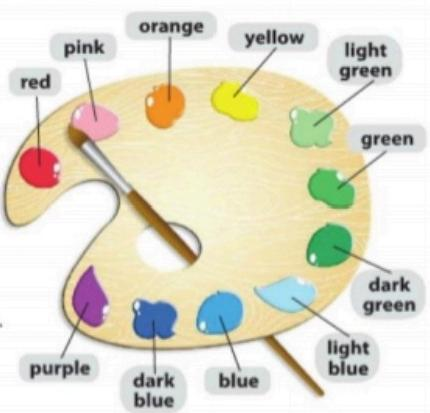 orange
pink
yellow
light
green
red
green
dark
green
light
blue
purple
dark
blue
blue